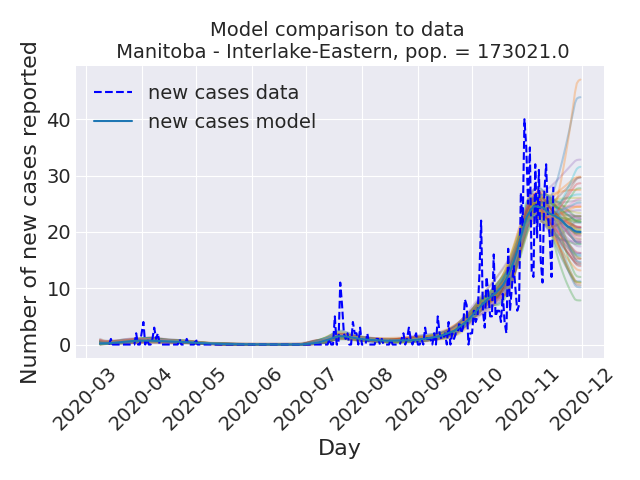 Model comparison to data
Manitoba - Interlake-Eastern, pop. = 173021.0
Number of new cases reported
40
30
20
10
0
new cases data
new cases model
2020-03
2020-04
2020-05
2020-06
2020-07
2020-08
2020-09
2020-10
2020-11
2020-12
Day